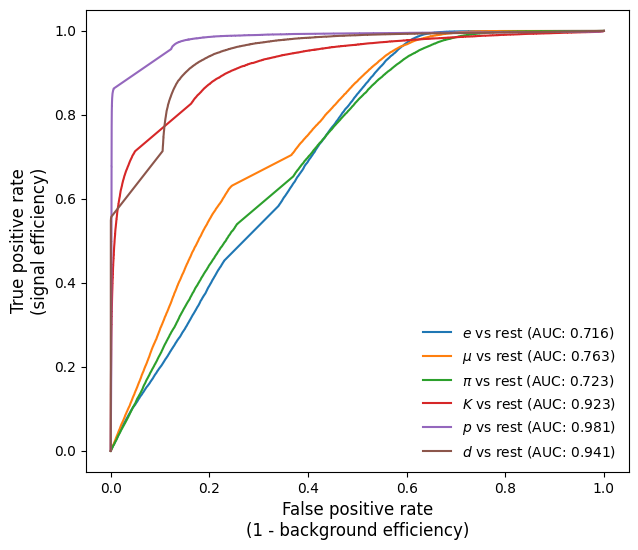 True positive rate
(signal efficiency)
1.0
0.8
0.6
0.4
0.2
0.0
e vs rest (AUC: 0.716)
μ vs rest (AUC: 0.763)
π vs rest (AUC: 0.723)
K vs rest (AUC: 0.923)
p vs rest (AUC: 0.981)
d vs rest (AUC: 0.941)
0.0 0.2 0.4 0.6 0.8 1.0
False positive rate
(1 - background efficiency)